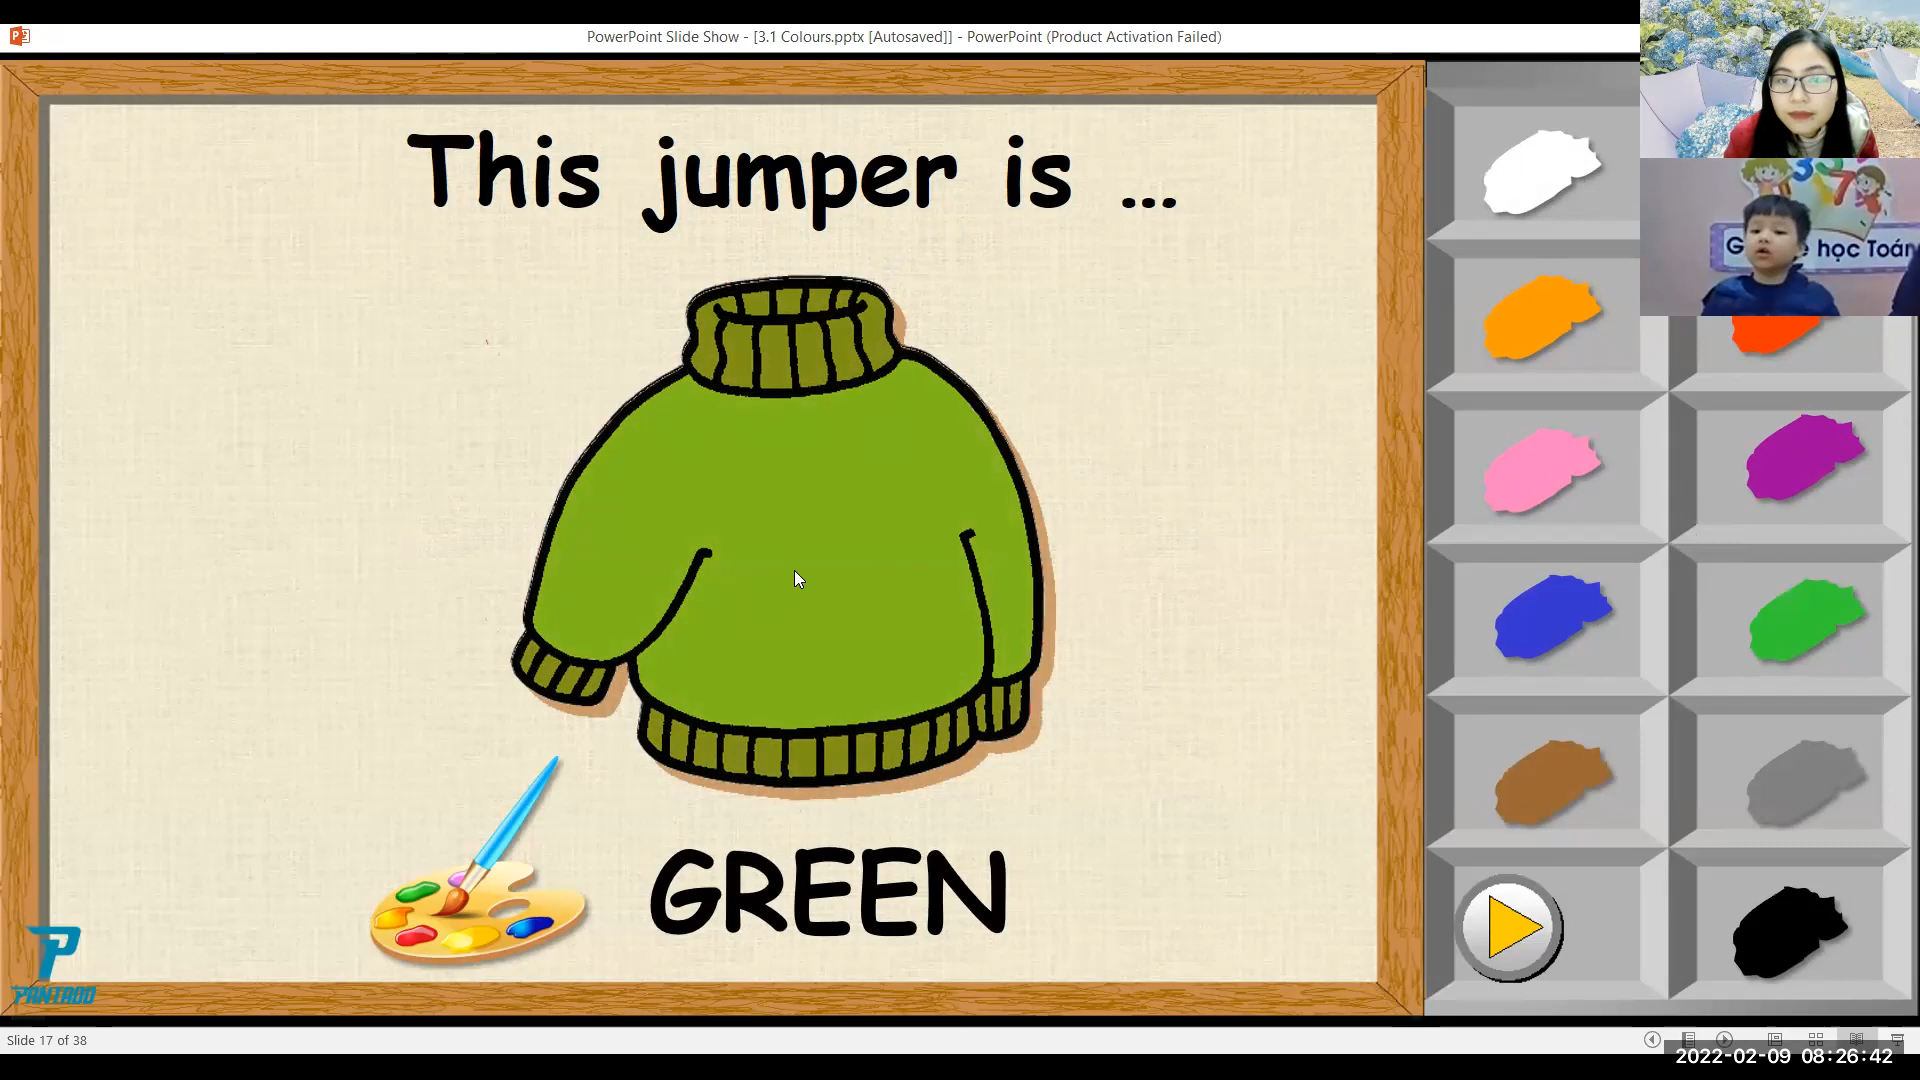 PowerPoint Slide Show - [3.1 Colours.pptx [Autosaved]] - PowerPoint (Product Activation Failed)
This jumper is ...
học Toán
GREEN
PANTADO
Slide 17 of 38
2022-02-09 08:26:42